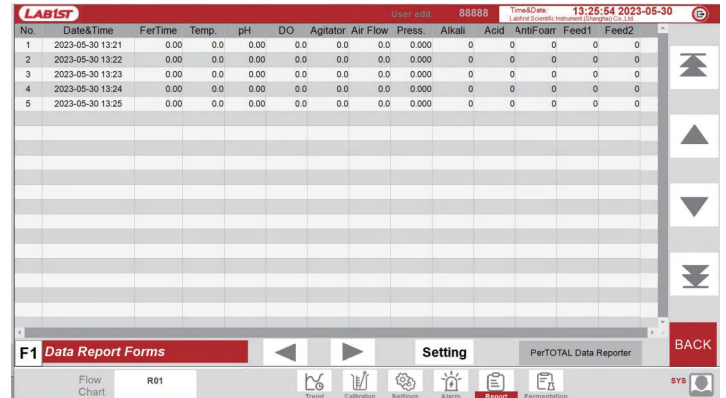 LAB1ST User edit 88888 Time&Date: 13:25:54 2023-05-30
Labfirst Scientific Instrument (Shanghai) Co.,Ltd.
No. Date&Time FerTime Temp. pH DO Agitator Air Flow Press. Alkali Acid AntiFoam Feed1 Feed2
1 2023-05-30 13:21 0.00 0.0 0.00 0.0 0.0 0.0 0.000 0 0 0 0 0
2 2023-05-30 13:22 0.00 0.0 0.00 0.0 0.0 0.0 0.000 0 0 0 0 0
3 2023-05-30 13:23 0.00 0.0 0.00 0.0 0.0 0.0 0.000 0 0 0 0 0
4 2023-05-30 13:24 0.00 0.0 0.00 0.0 0.0 0.0 0.000 0 0 0 0 0
5 2023-05-30 13:25 0.00 0.0 0.00 0.0 0.0 0.0 0.000 0 0 0 0 0
F1 Data Report Forms Setting PerTOTAL Data Reporter BACK
Flow
Chart
R01
SYS
Trend Calibration Settings Alarm Report Fermentation